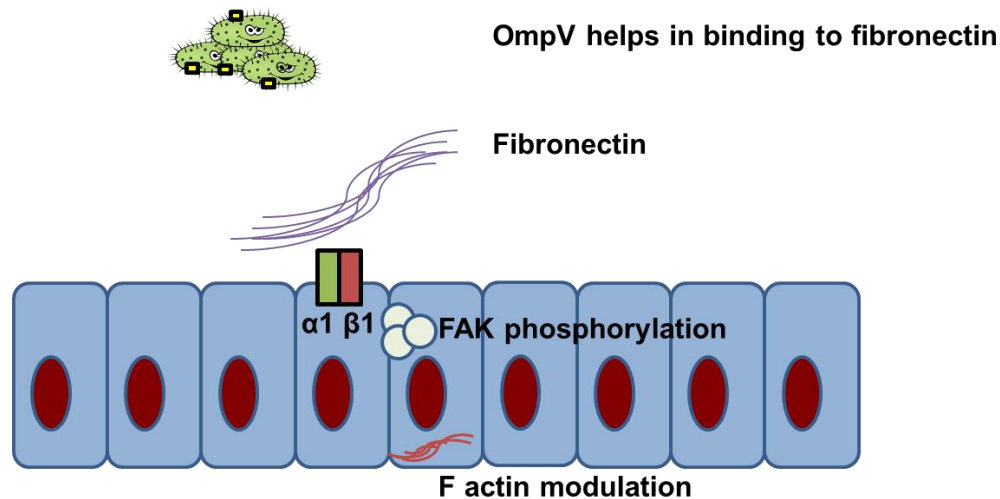 OmpV helps in binding to fibronectin
Fibronectin
α1 β1
FAK phosphorylation
F actin modulation